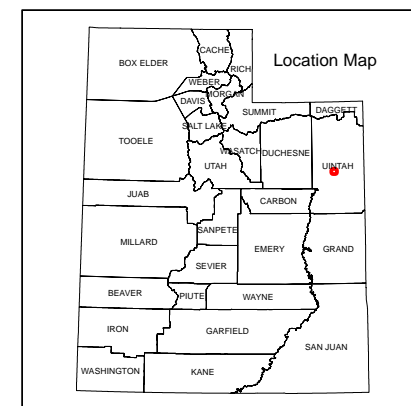 Location Map
CACHE
BOX ELDER
RICH
WEBER
MORGAN
DAVIS
SUMMIT
DAGGETT
SALT LAKE
TOOELE
WASATCH
DUCHESNE
UINTAH
UTAH
JUAB
CARBON
SANPETE
MILLARD
EMERY
GRAND
SEVIER
BEAVER
PIUTE
WAYNE
IRON
GARFIELD
SAN JUAN
WASHINGTON
KANE